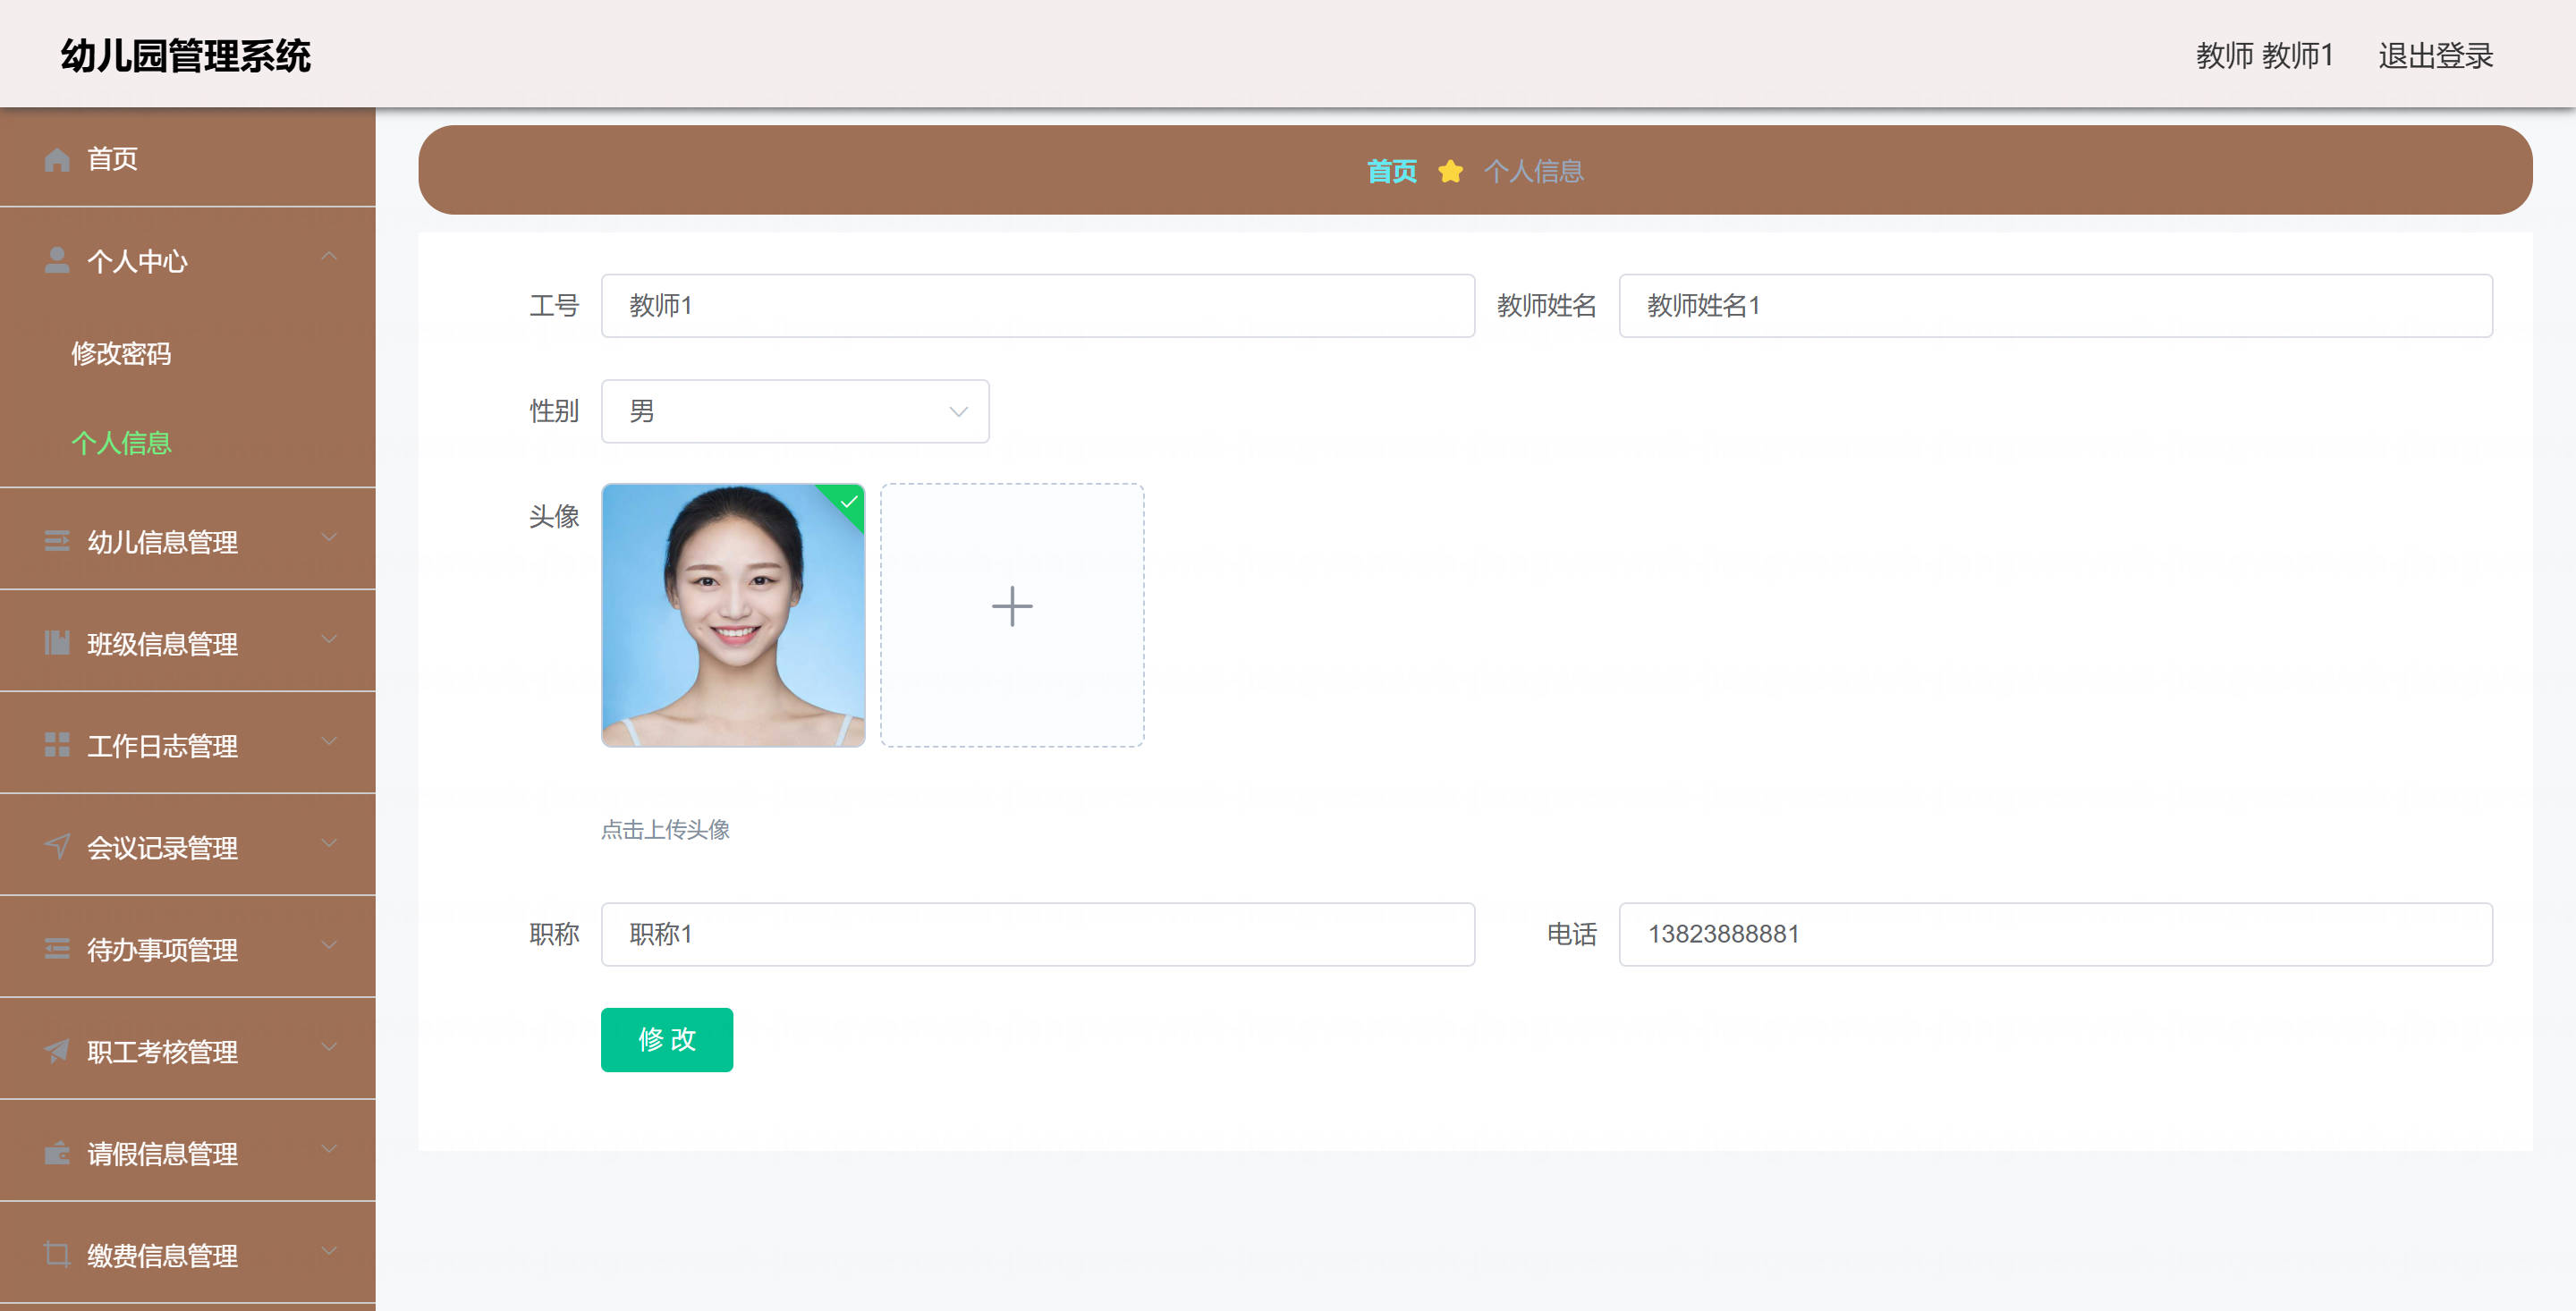 幼儿园管理系统
教师 教师1
退出登录
首页
个人中心
修改密码
个人信息
幼儿信息管理
班级信息管理
工作日志管理
会议记录管理
待办事项管理
职工考核管理
请假信息管理
缴费信息管理
首页 个人信息
工号 教师1 教师姓名 教师姓名1
性别 男
头像
点击上传头像
职称 职称1 电话 13823888881
修 改